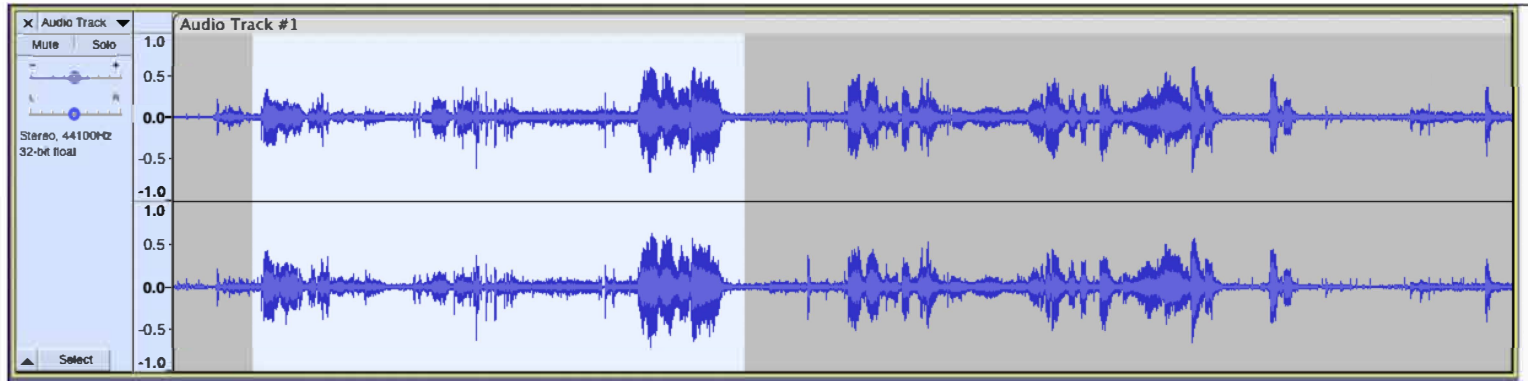 × Audio Track ▼
Audio Track #1
Mute Solo
- +
L R
Stereo, 44100Hz
32-bit float
Select
1.0
0.5
0.0
-0.5
-1.0
1.0
0.5
0.0
-0.5
-1.0